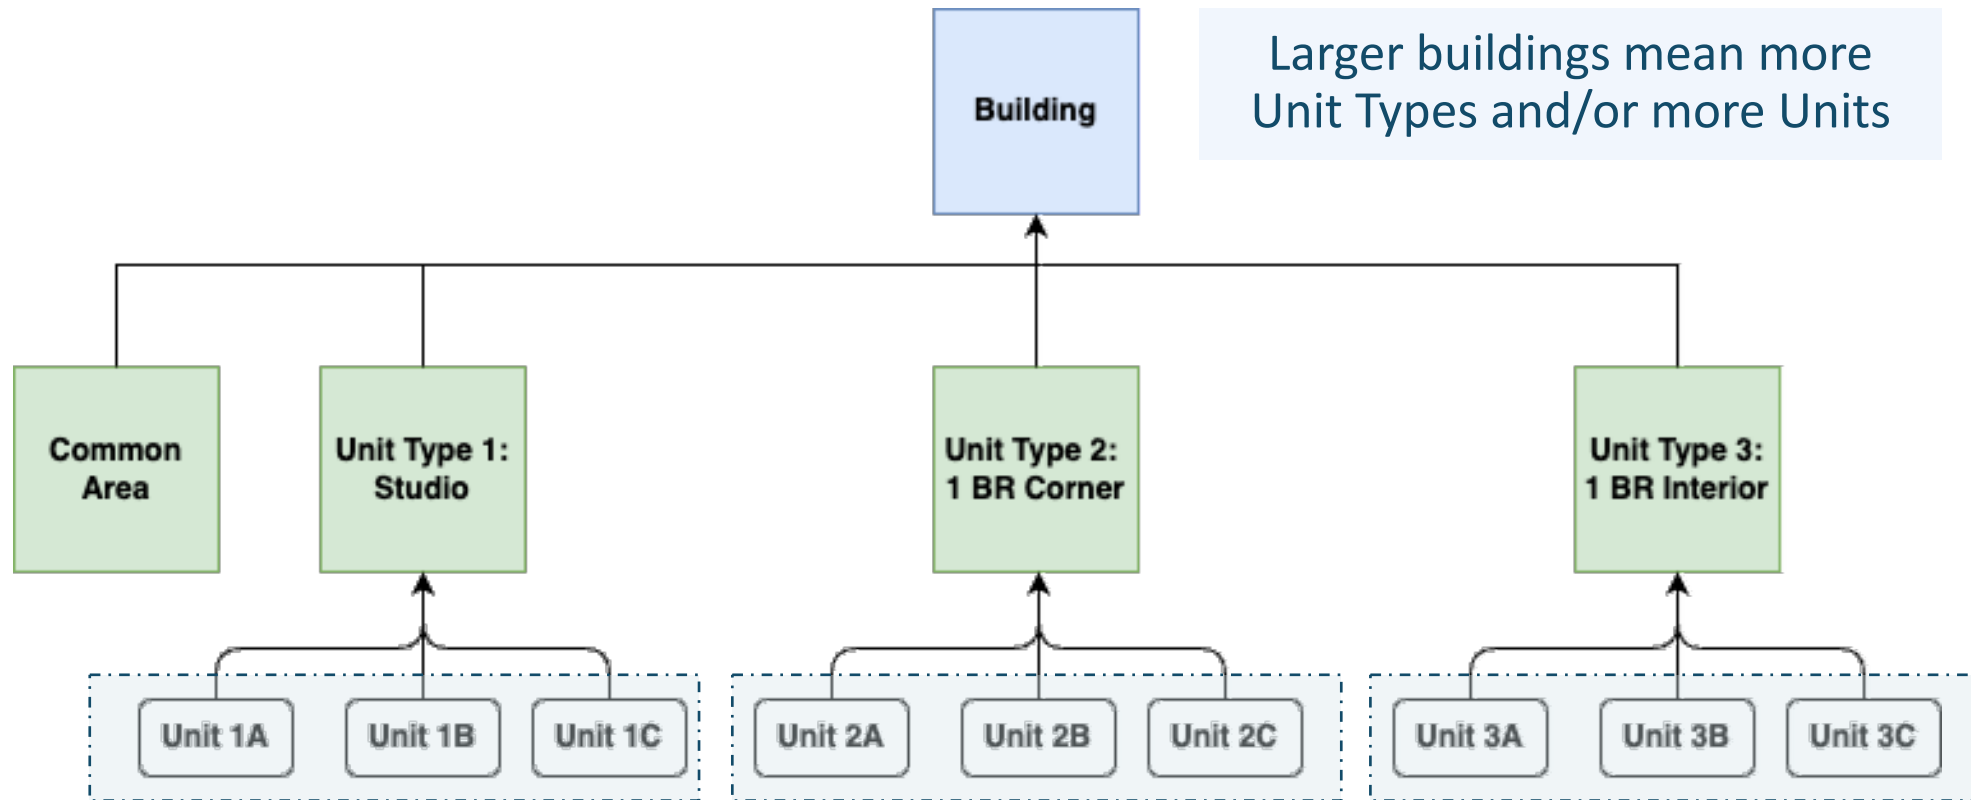 Building
Larger buildings mean more
Unit Types and/or more Units
Common
Area
Unit Type 1:
Studio
Unit Type 2:
1 BR Corner
Unit Type 3:
1 BR Interior
Unit 1A
Unit 1B
Unit 1C
Unit 2A
Unit 2B
Unit 2C
Unit 3A
Unit 3B
Unit 3C